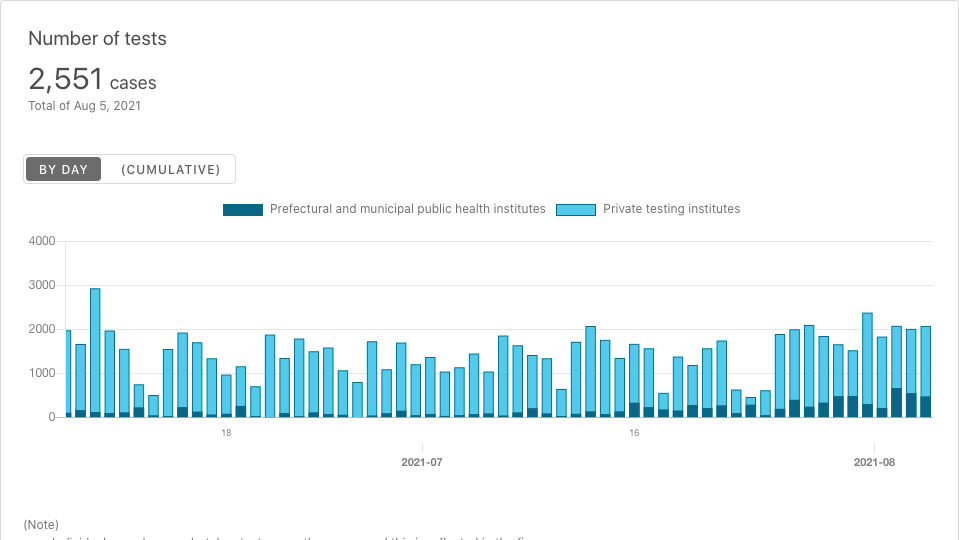 Number of tests
2,551 cases
Total of Aug 5, 2021
BY DAY (CUMULATIVE)
Prefectural and municipal public health institutes Private testing institutes
4000
3000
2000
1000
0
18 16
2021-07 2021-08
(Note)